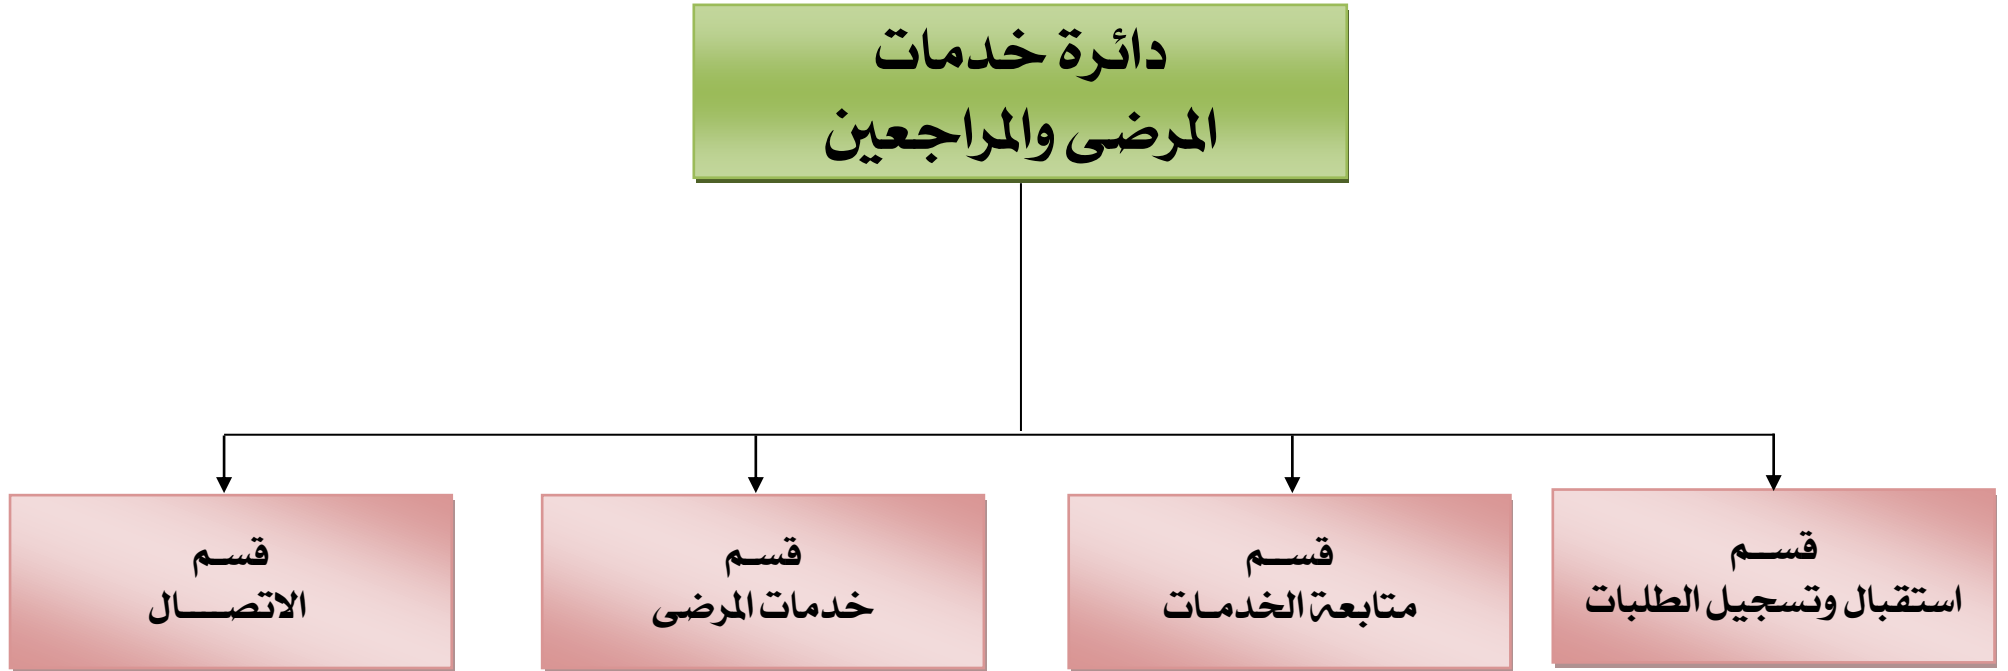 دائرة خدمات
المرضى والمراجعين
قسم
استقبال وتسجيل الطلبات
قسم
متابعة الخدمات
قسم
خدمات المرضى
قسم
الاتصال